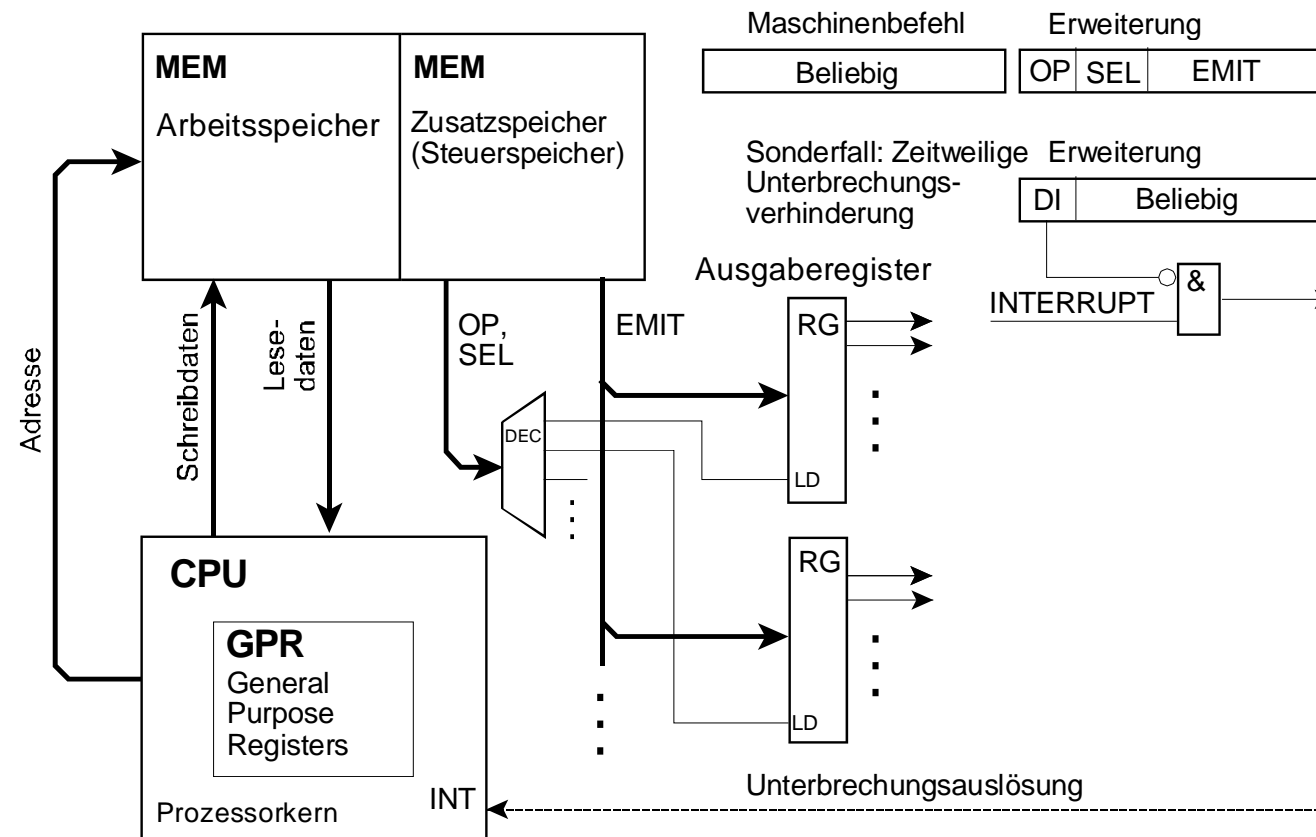 Maschinenbefehl
Erweiterung
Beliebig
OP
SEL
EMIT
MEM
Arbeitsspeicher
MEM
Zusatzspeicher
(Steuerspeicher)
Sonderfall: Zeitweilige
Unterbrechungs-
verhinderung
Erweiterung
DI
Beliebig
Adresse
Schreibdaten
Lese-
daten
OP,
SEL
EMIT
DEC
Ausgaberegister
RG
LD
INTERRUPT
&
RG
LD
CPU
GPR
General
Purpose
Registers
Prozessorkern
INT
Unterbrechungsauslösung